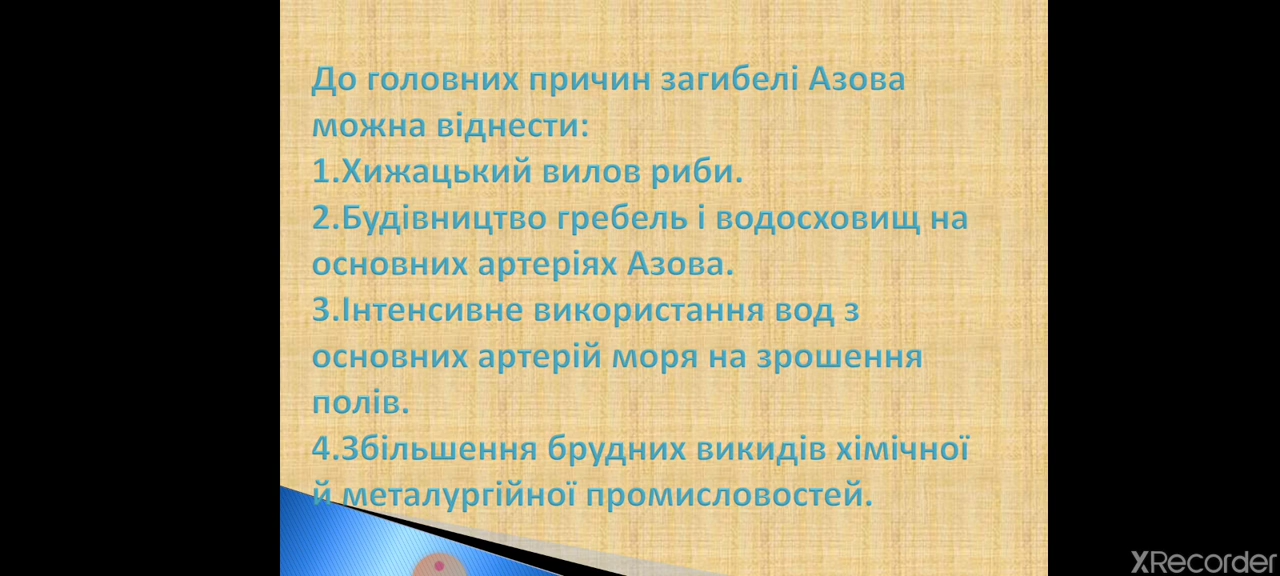 До головних причин загибелі Азова
можна віднести:
1.Хижацький вилов риби.
2.Будівництво гребель і водосховищ на
основних артеріях Азова.
3.Інтенсивне використання вод з
основних артерій моря на зрошення
полів.
4.Збільшення брудних викидів хімічної
й металургійної промисловостей.
XRecorder